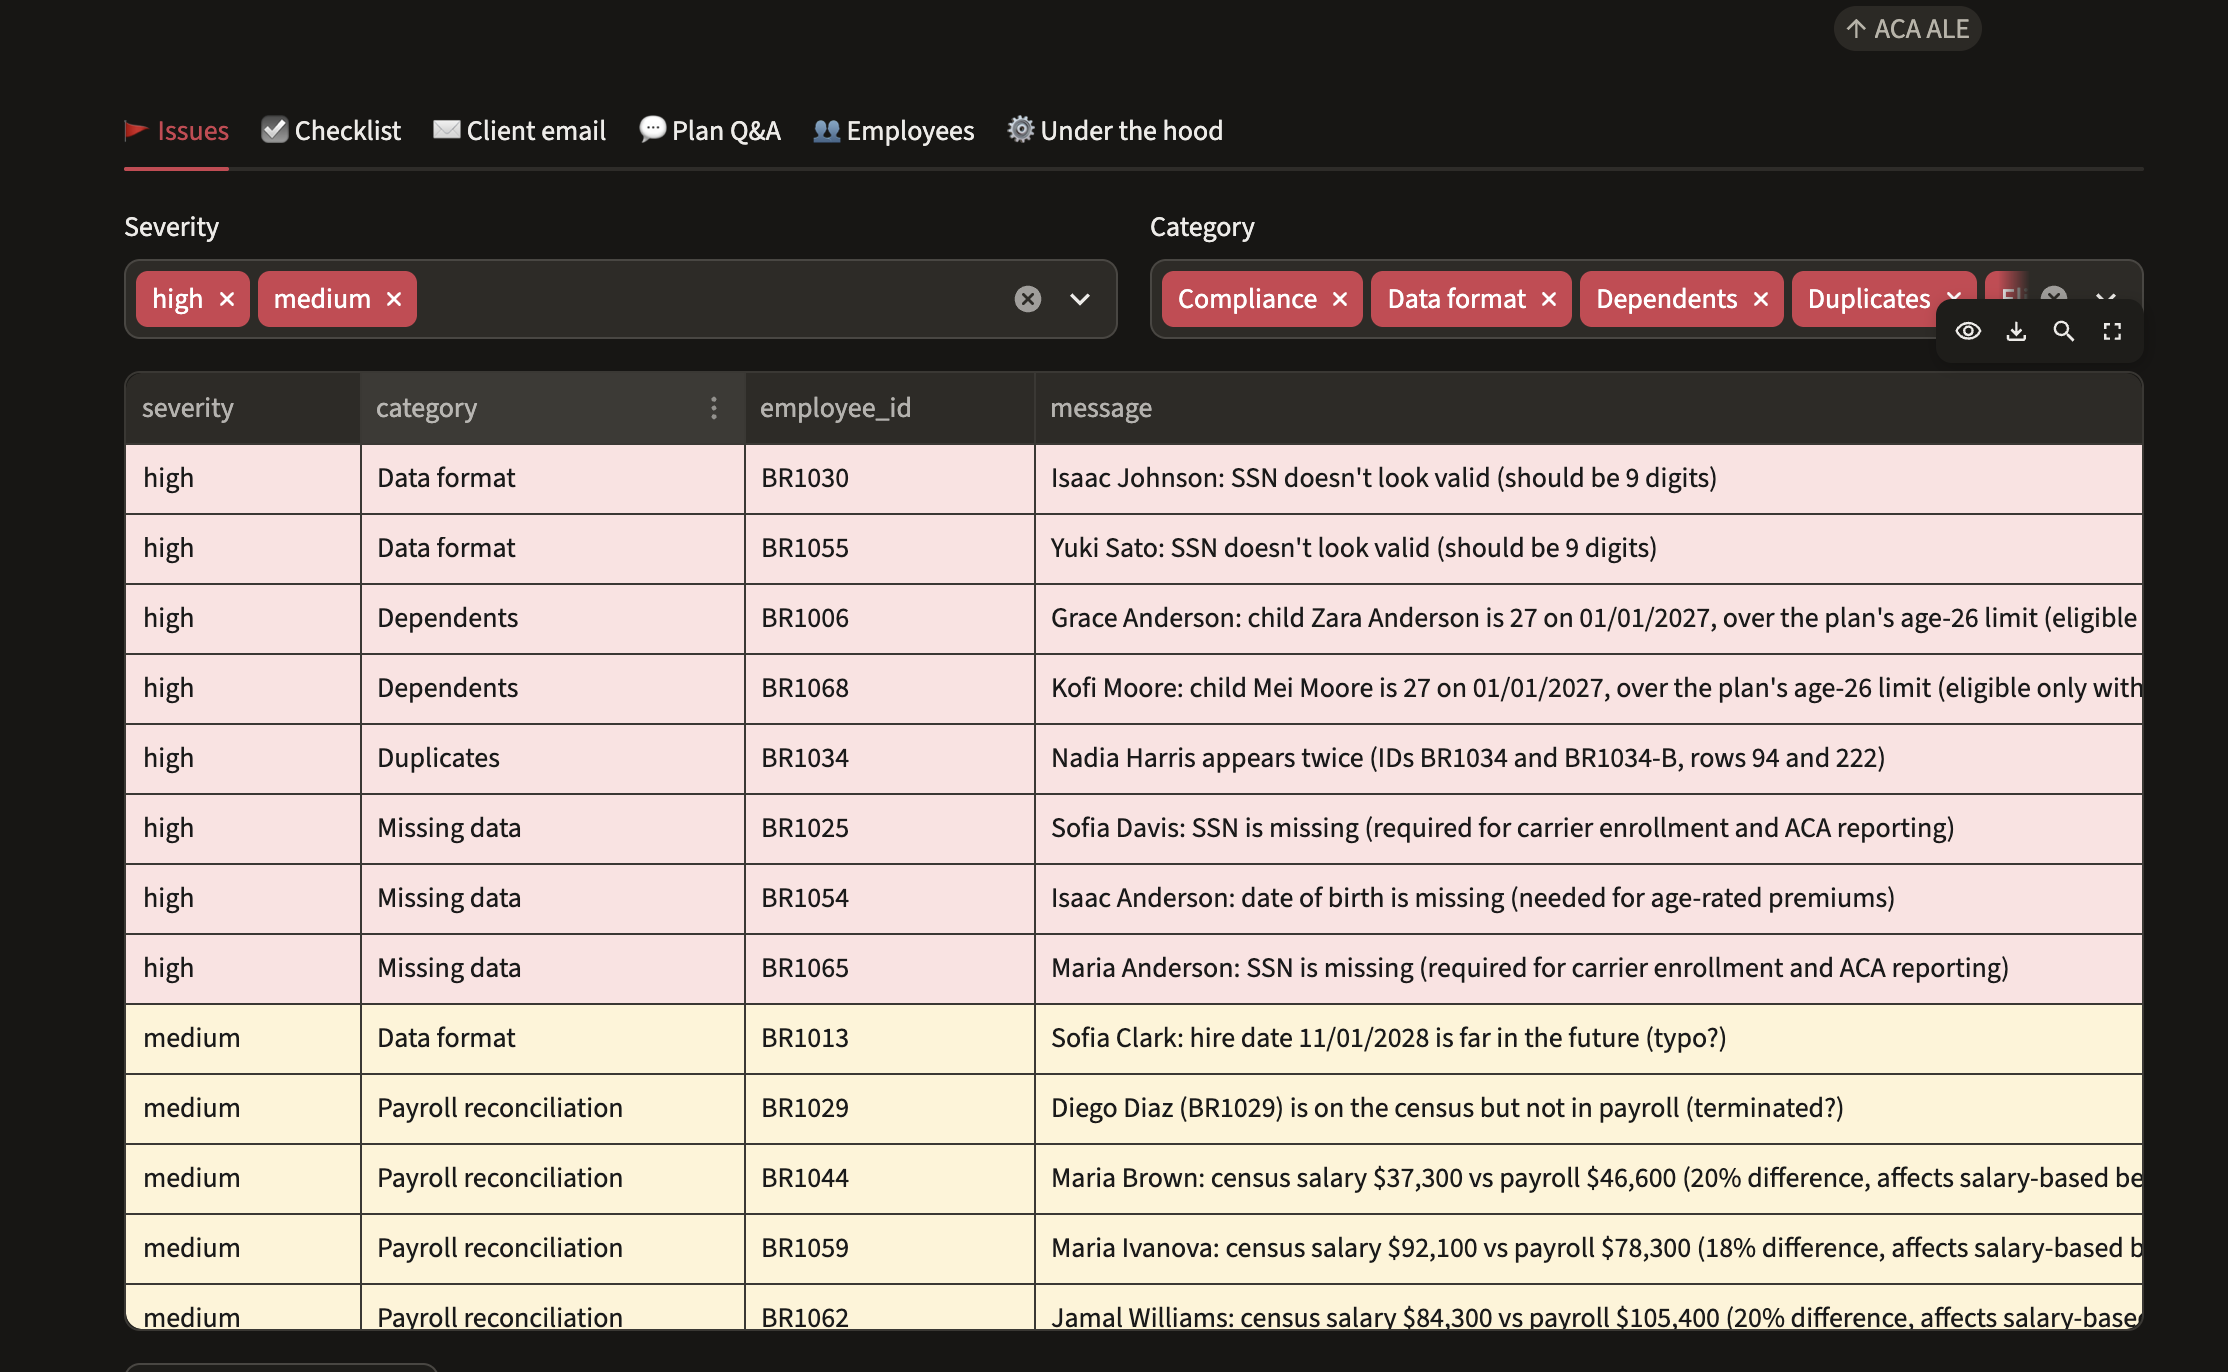 ↑ ACA ALE
Issues Checklist Client email Plan Q&A Employees Under the hood
Severity Category
high × medium × Compliance × Data format × Dependents × Duplicates ×
severity category employee_id message
high Data format BR1030 Isaac Johnson: SSN doesn't look valid (should be 9 digits)
high Data format BR1055 Yuki Sato: SSN doesn't look valid (should be 9 digits)
high Dependents BR1006 Grace Anderson: child Zara Anderson is 27 on 01/01/2027, over the plan's age-26 limit (eligible
high Dependents BR1068 Kofi Moore: child Mei Moore is 27 on 01/01/2027, over the plan's age-26 limit (eligible only with
high Duplicates BR1034 Nadia Harris appears twice (IDs BR1034 and BR1034-B, rows 94 and 222)
high Missing data BR1025 Sofia Davis: SSN is missing (required for carrier enrollment and ACA reporting)
high Missing data BR1054 Isaac Anderson: date of birth is missing (needed for age-rated premiums)
high Missing data BR1065 Maria Anderson: SSN is missing (required for carrier enrollment and ACA reporting)
medium Data format BR1013 Sofia Clark: hire date 11/01/2028 is far in the future (typo?)
medium Payroll reconciliation BR1029 Diego Diaz (BR1029) is on the census but not in payroll (terminated?)
medium Payroll reconciliation BR1044 Maria Brown: census salary $37,300 vs payroll $46,600 (20% difference, affects salary-based be
medium Payroll reconciliation BR1059 Maria Ivanova: census salary $92,100 vs payroll $78,300 (18% difference, affects salary-based b
medium Payroll reconciliation BR1062 Jamal Williams: census salary $84,300 vs payroll $105,400 (20% difference, affects salary-based